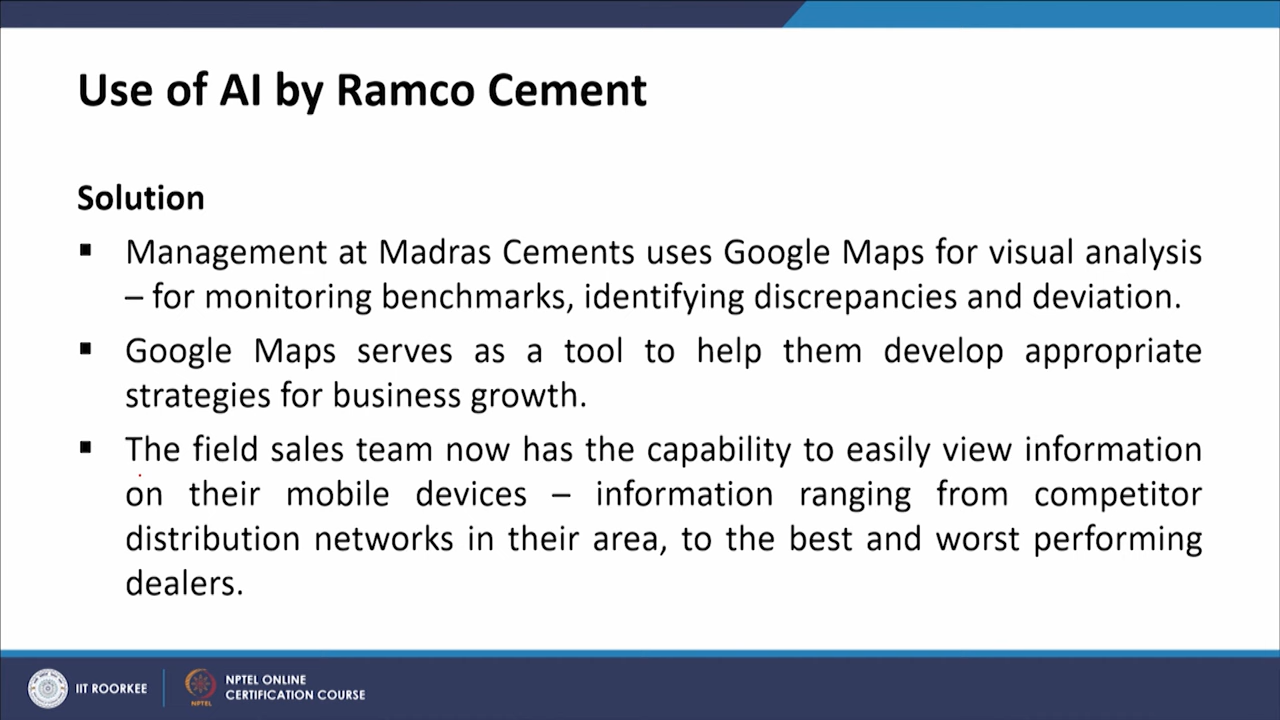 Use of AI by Ramco Cement
Solution
▪ Management at Madras Cements uses Google Maps for visual analysis
– for monitoring benchmarks, identifying discrepancies and deviation.
▪ Google Maps serves as a tool to help them develop appropriate
strategies for business growth.
▪ The field sales team now has the capability to easily view information
on their mobile devices – information ranging from competitor
distribution networks in their area, to the best and worst performing
dealers.
IIT ROORKEE
NPTEL
NPTEL ONLINE
CERTIFICATION COURSE